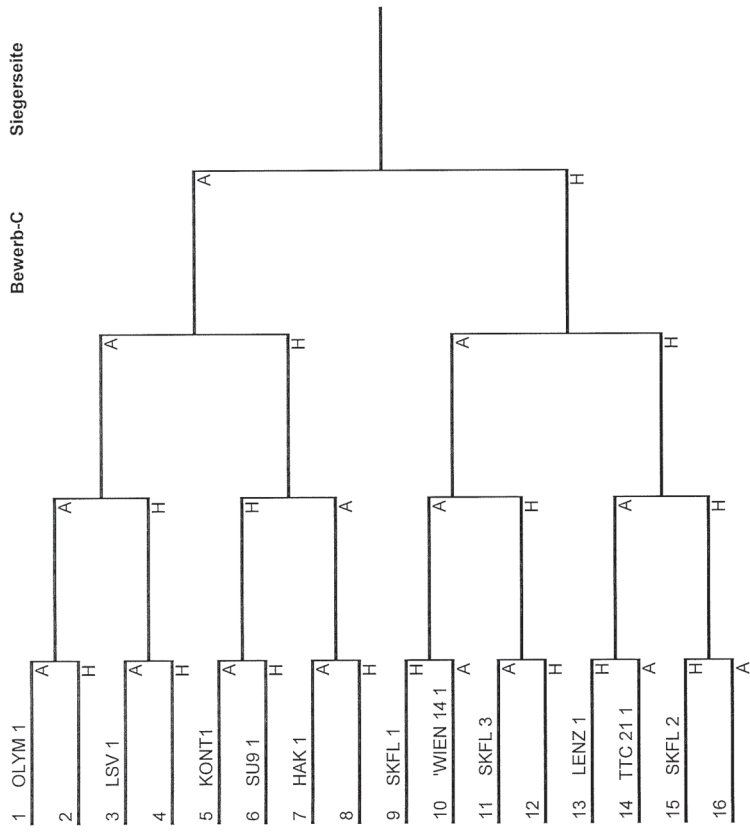 Bewerb-C Siegerseite
1 OLYM 1 A
2 H
3 LSV 1 A
4 H
5 KONT1 A
6 SU9 1 H
7 HAK 1 A
8 H
9 SKFL 1 H
10 'WIEN 14 1 A
11 SKFL 3 A
12 H
13 LENZ 1 H
14 TTC 21 1 A
15 SKFL 2 H
16 A
A
H
H
A
A
H
A
H
A
H
A
H
A
H